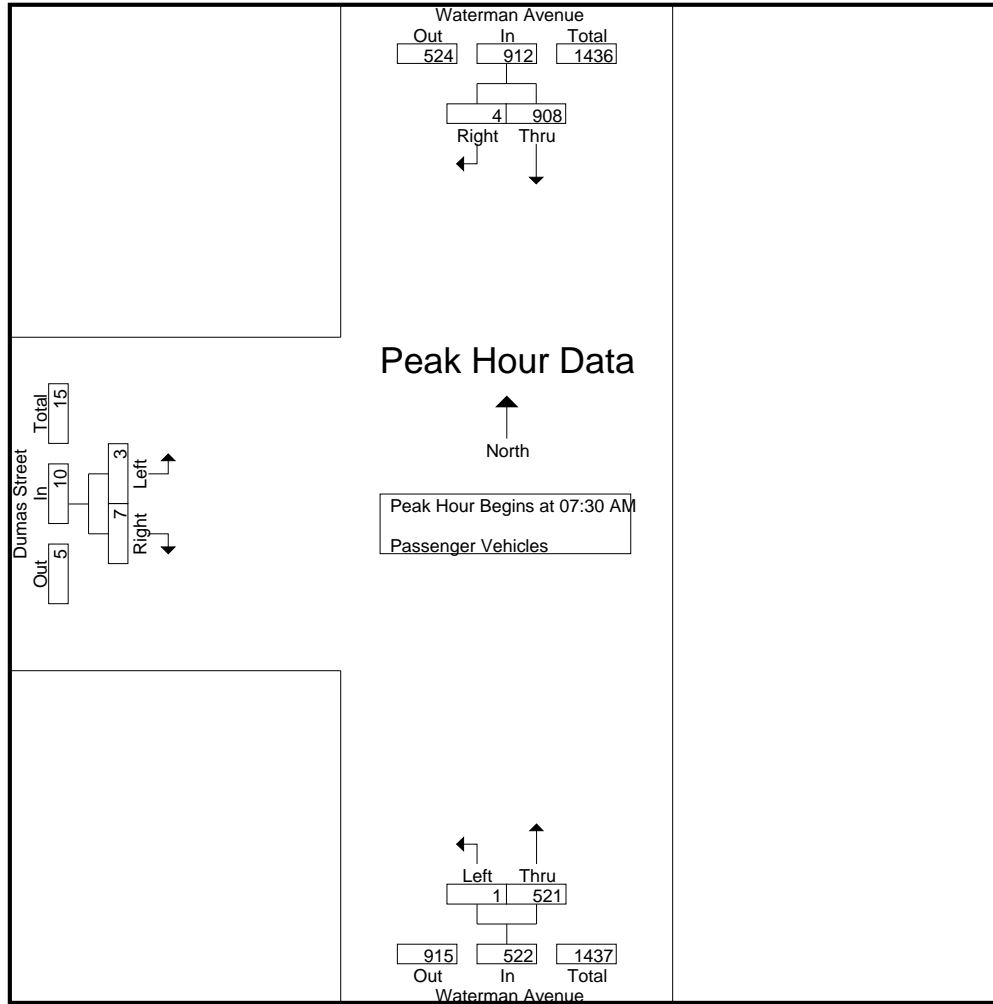 Waterman Avenue
Out In Total
524 912 1436
4 908
Right Thru
Peak Hour Data
North
Peak Hour Begins at 07:30 AM
Passenger Vehicles
Dumas Street
Total In Out
15 10 5
3 7
Left Right
Left Thru
1 521
915 522 1437
Out In Total
Waterman Avenue